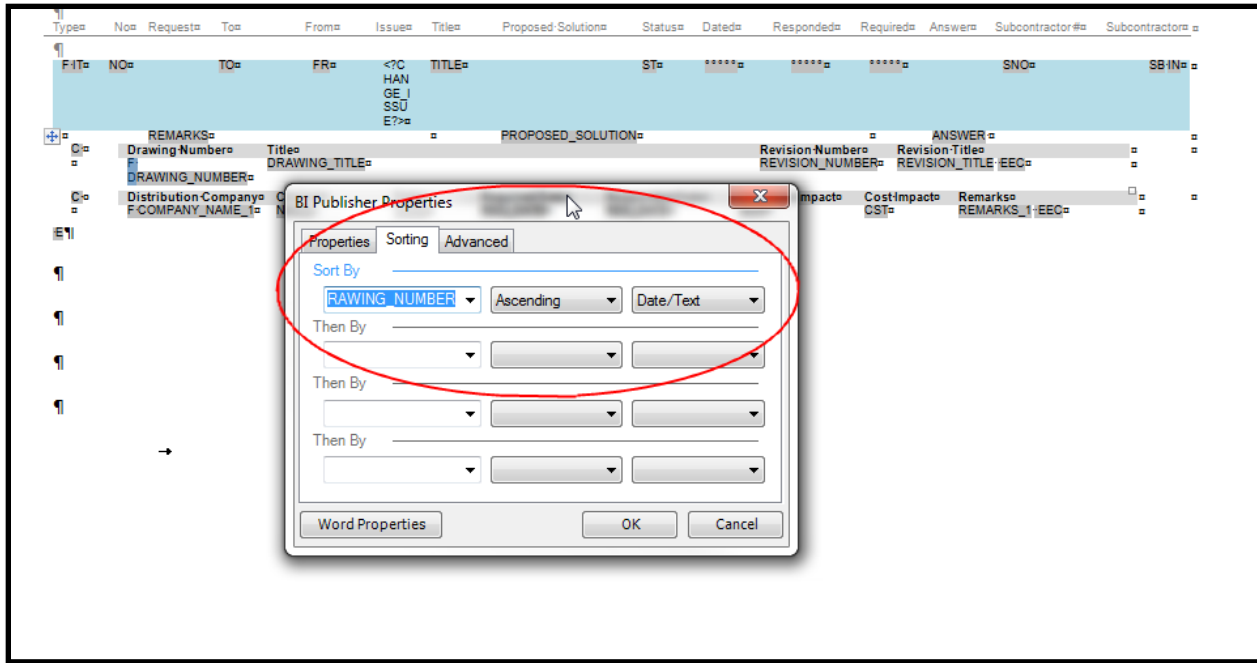 Type No Request To From Issue Title Proposed Solution Status Dated Responded Required Answer Subcontractor# Subcontractor
F IT NO TO FR <?C TITLE ST ***** ***** ***** SNO SB IN
HAN
GE_I
SSU
E?>
REMARKS PROPOSED_SOLUTION ANSWER
C Drawing Number Title Revision Number Revision Title
F DRAWING_TITLE REVISION_NUMBER REVISION_TITLE EEC
DRAWING_NUMBER
C Distribution Company mpact Cost Impact Remarks
F COMPANY_NAME_1 CST REMARKS_1 EEC
E
BI Publisher Properties
Properties Sorting Advanced
Sort By
RAWING_NUMBER Ascending Date/Text
Then By
Then By
Then By
Word Properties OK Cancel